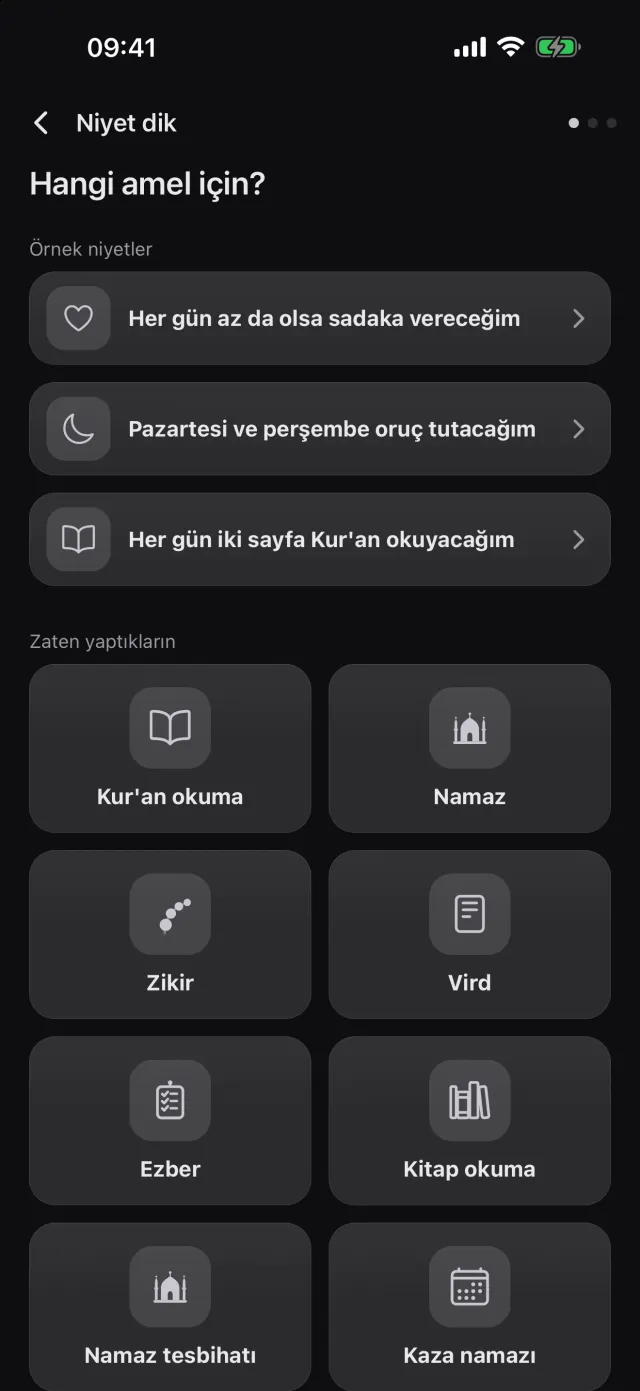 09:41
Niyet dik
Hangi amel için?
Örnek niyetler
Her gün az da olsa sadaka vereceğim
Pazartesi ve perşembe oruç tutacağım
Her gün iki sayfa Kur'an okuyacağım
Zaten yaptıkların
Kur'an okuma
Namaz
Zikir
Vird
Ezber
Kitap okuma
Namaz tesbihatı
Kaza namazı